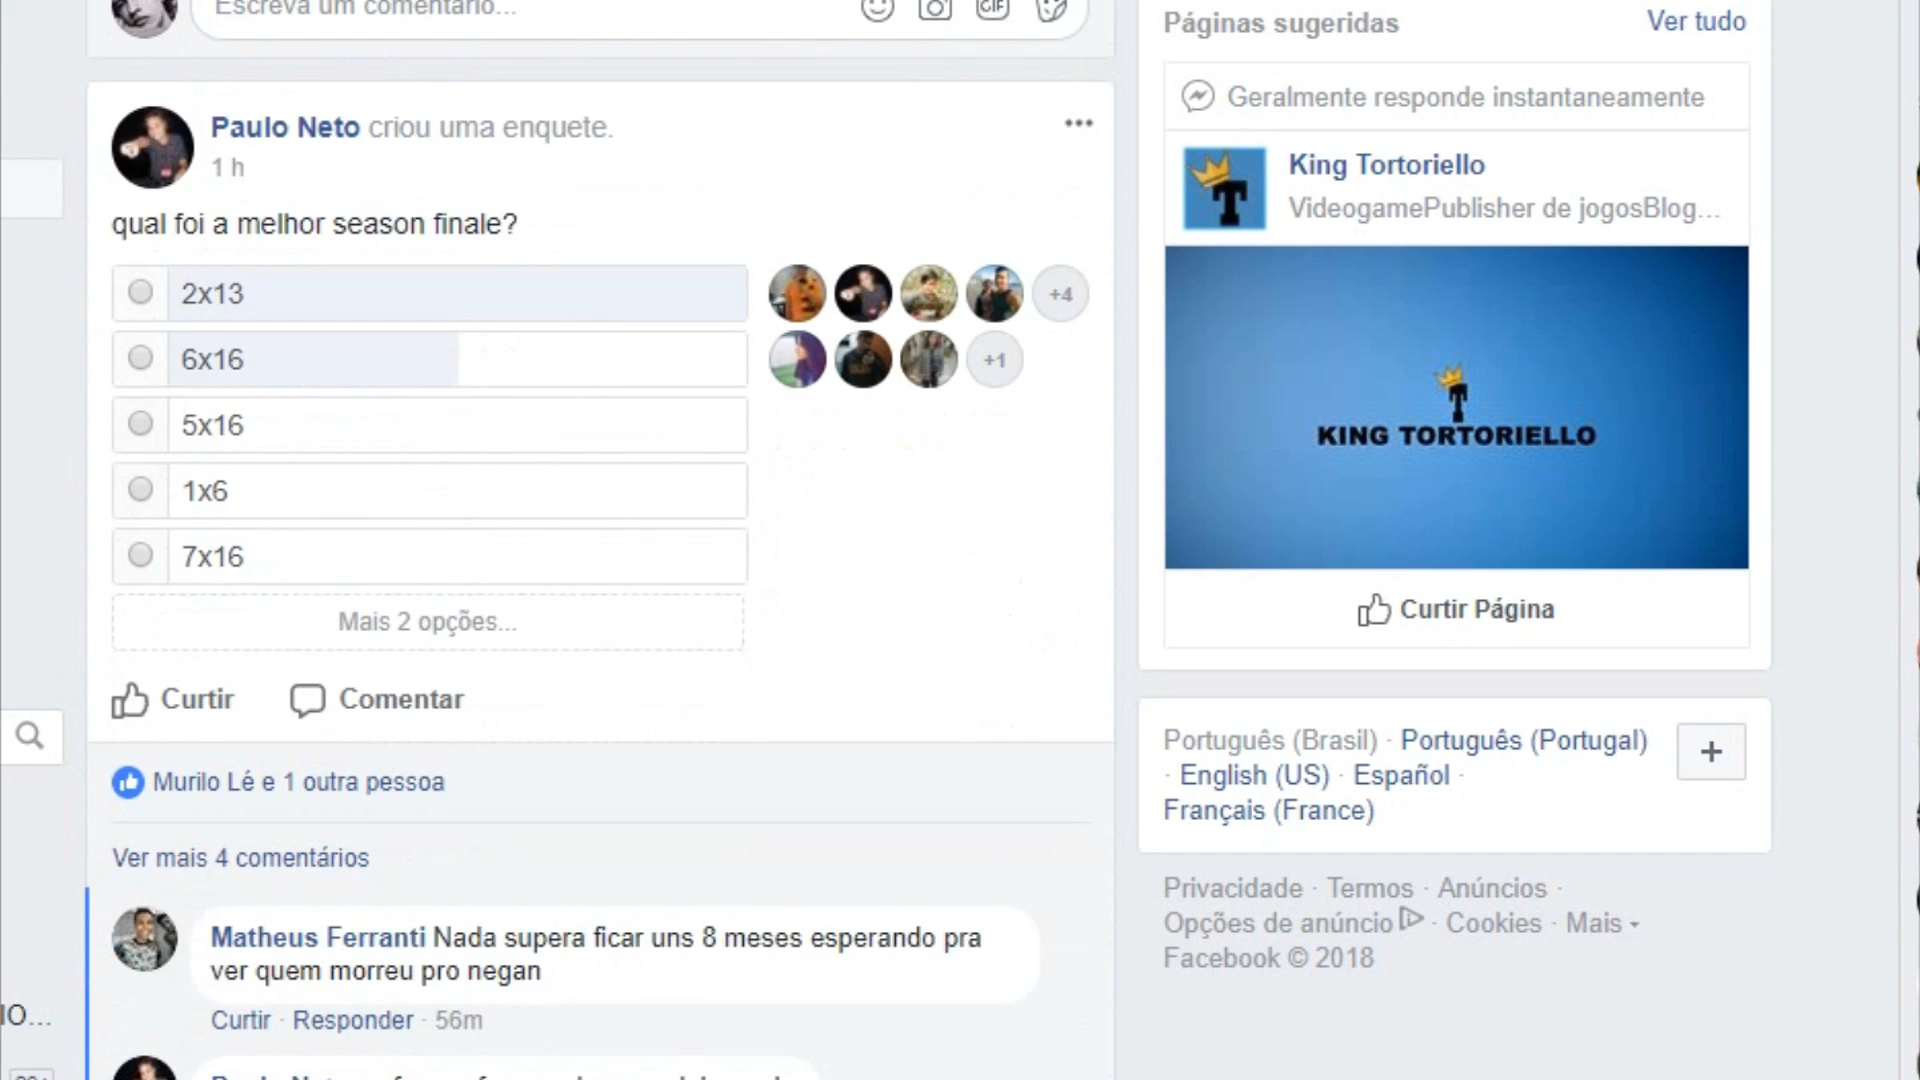 Escreva um comentário...
GIF
Paulo Neto criou uma enquete.
1 h
qual foi a melhor season finale?
2x13
+4
6x16
+1
5x16
1x6
7x16
Mais 2 opções...
Curtir
Comentar
Murilo Lé e 1 outra pessoa
Ver mais 4 comentários
Matheus Ferranti Nada supera ficar uns 8 meses esperando pra
ver quem morreu pro negan
Curtir · Responder · 56m
IO...
Páginas sugeridas
Ver tudo
Geralmente responde instantaneamente
King Tortoriello
VideogamePublisher de jogosBlog...
T
KING TORTORIELLO
Curtir Página
Português (Brasil) · Português (Portugal)
· English (US) · Español ·
Français (France)
+
Privacidade · Termos · Anúncios ·
Opções de anúncio · Cookies · Mais
Facebook © 2018